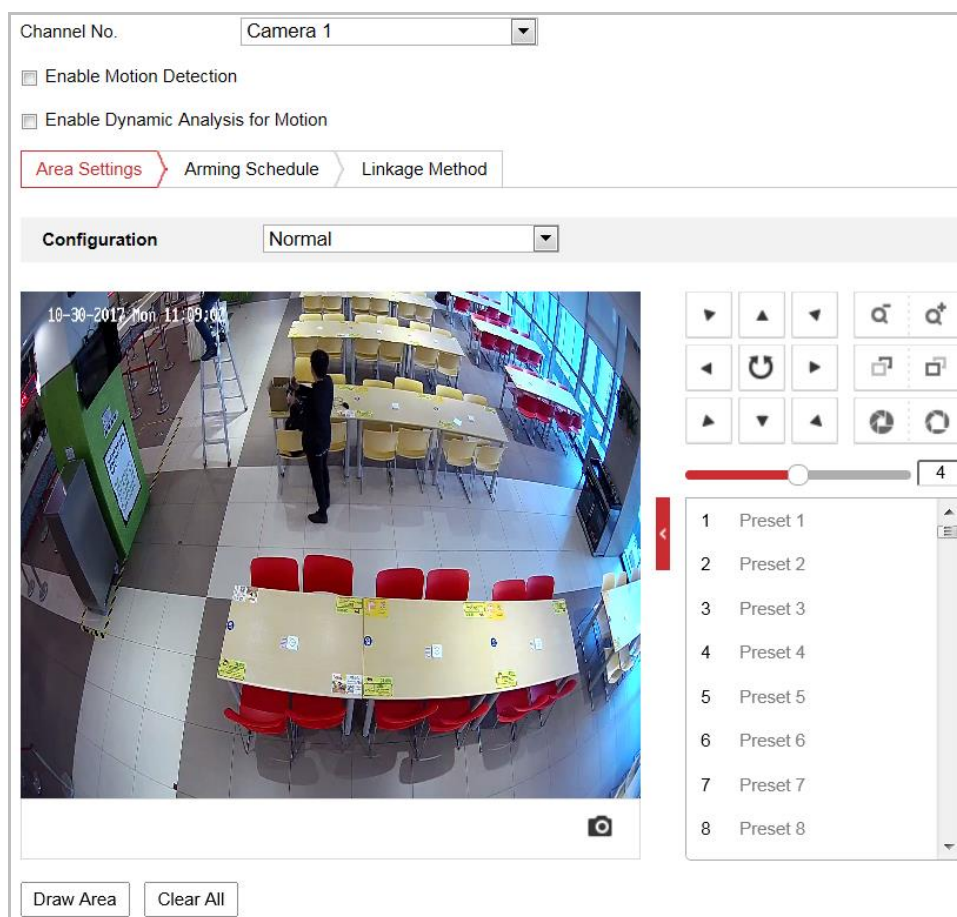 Channel No. Camera 1
Enable Motion Detection
Enable Dynamic Analysis for Motion
Area Settings Arming Schedule Linkage Method
Configuration Normal
10-30-2017 Mon 11:09:02
4
1 Preset 1
2 Preset 2
3 Preset 3
4 Preset 4
5 Preset 5
6 Preset 6
7 Preset 7
8 Preset 8
Draw Area Clear All